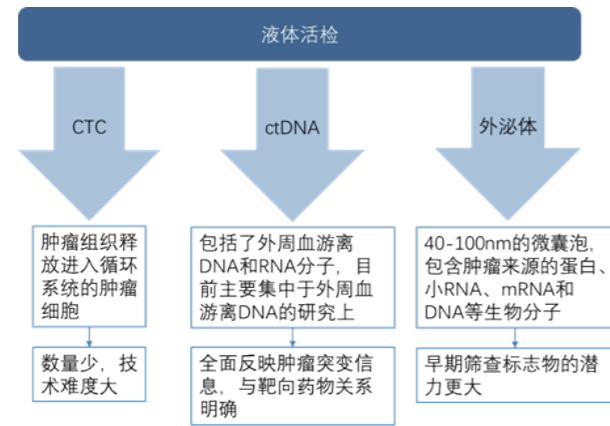 液体活检
CTC
ctDNA
外泌体
肿瘤组织释
放进入循环
系统的肿瘤
细胞
包括了外周血游离
DNA和RNA分子，目
前主要集中于外周血
游离DNA的研究上
40-100nm的微囊泡，
包含肿瘤来源的蛋白、
小RNA、mRNA和
DNA等生物分子
数量少，技
术难度大
全面反映肿瘤突变信
息，与靶向药物关系
明确
早期筛查标志物的潜
力更大